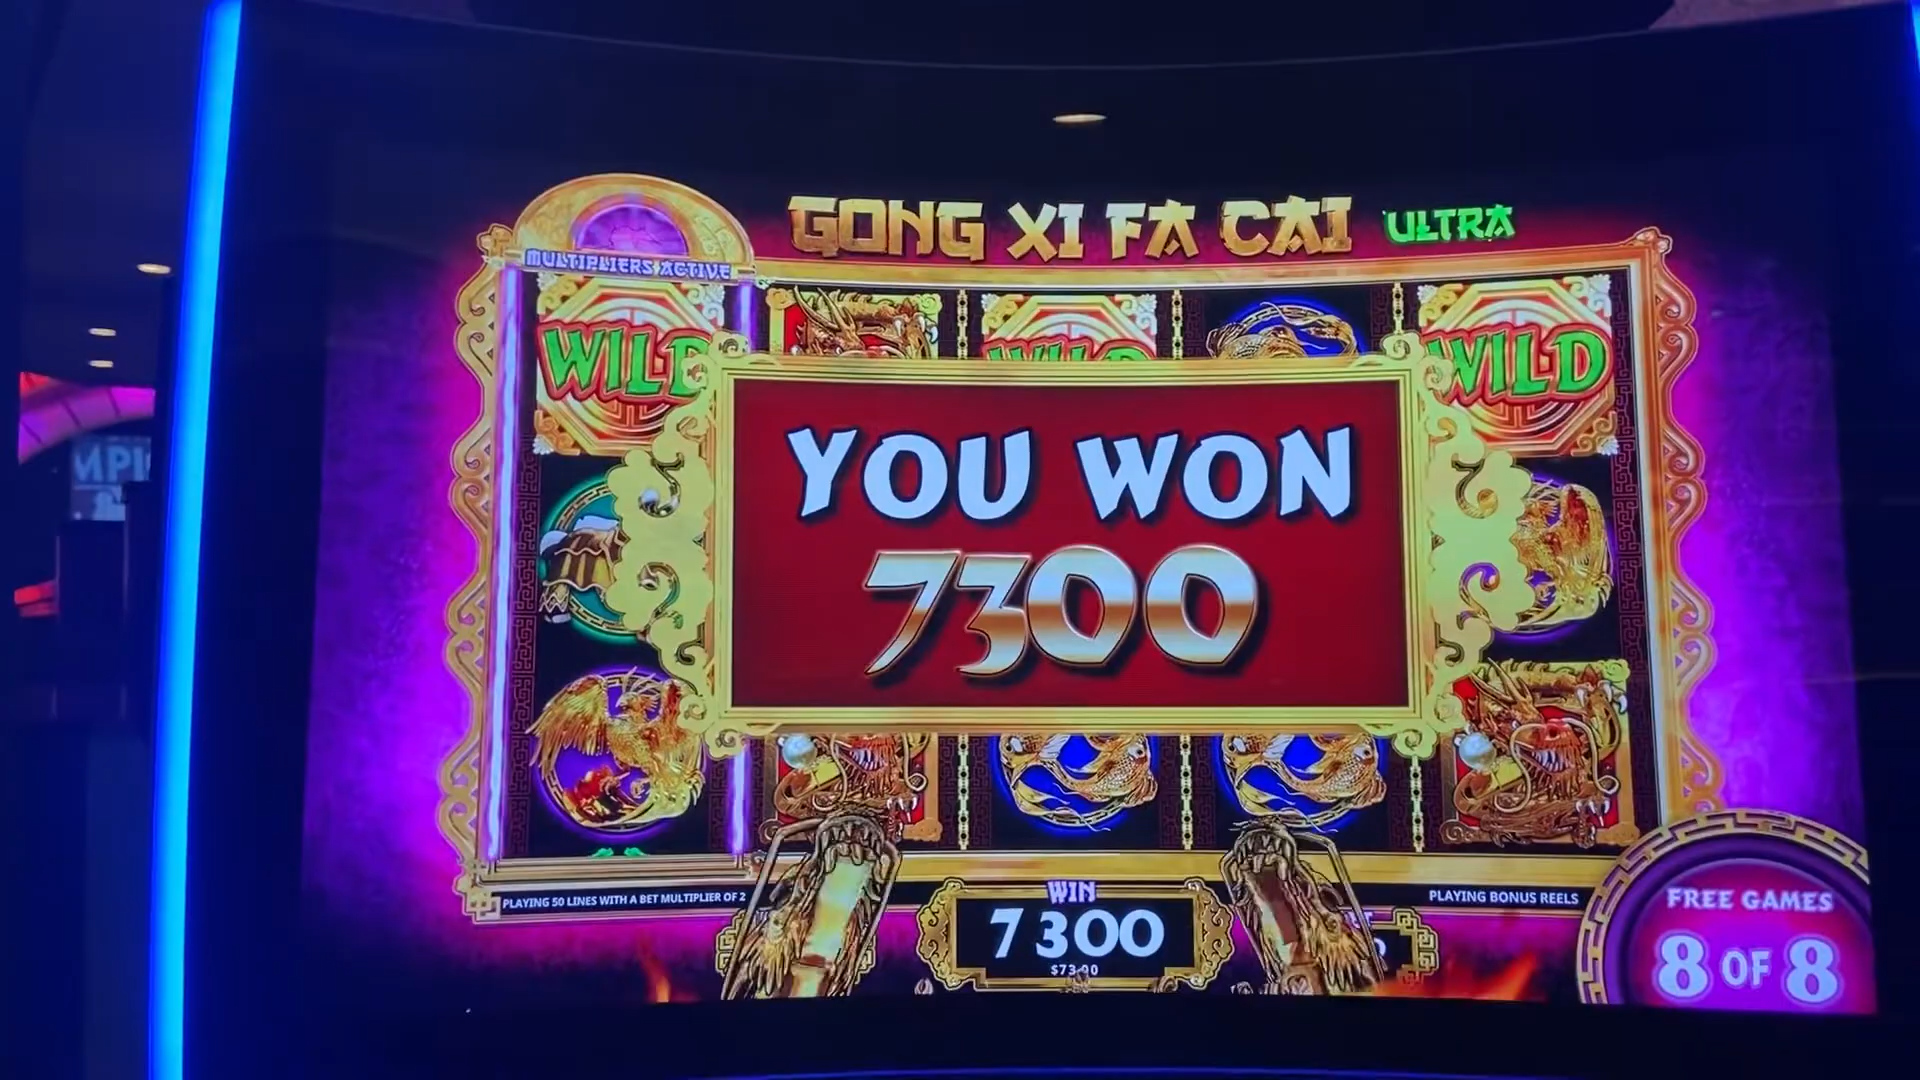 GONG XI FA CAI ULTRA
MULTIPLIERS ACTIVE
WILD
WILD
WILD
YOU WON
7300
PLAYING 50 LINES WITH A BET MULTIPLIER OF 2
WIN
7300
$73.00
PLAYING BONUS REELS
FREE GAMES
8 OF 8